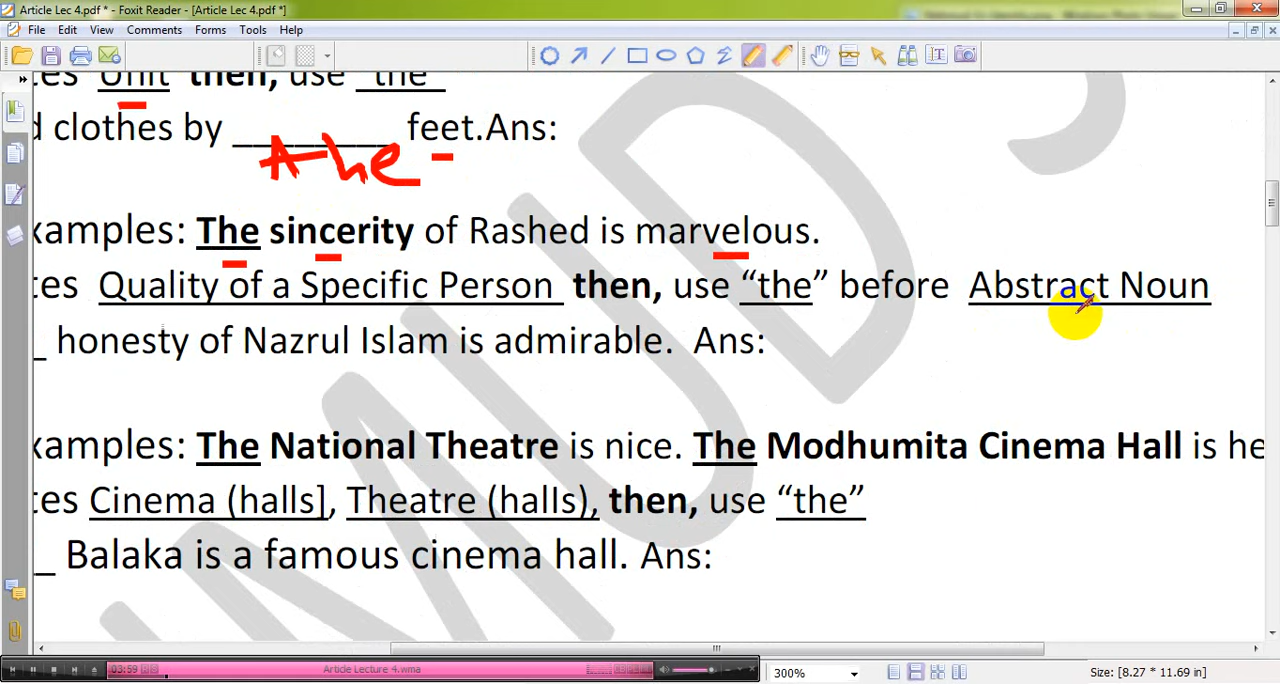 Article Lec 4.pdf * - Foxit Reader - [Article Lec 4.pdf *]
File Edit View Comments Forms Tools Help
tes Unit then, use "the"
d clothes by _________ feet.Ans:
the
xamples: The sincerity of Rashed is marvelous.
tes Quality of a Specific Person then, use “the” before Abstract Noun
_ honesty of Nazrul Islam is admirable. Ans:
xamples: The National Theatre is nice. The Modhumita Cinema Hall is he
tes Cinema (halls], Theatre (halls), then, use “the”
_ Balaka is a famous cinema hall. Ans:
03:59 Article Lecture 4.wma 300% Size: [8.27 * 11.69 in]